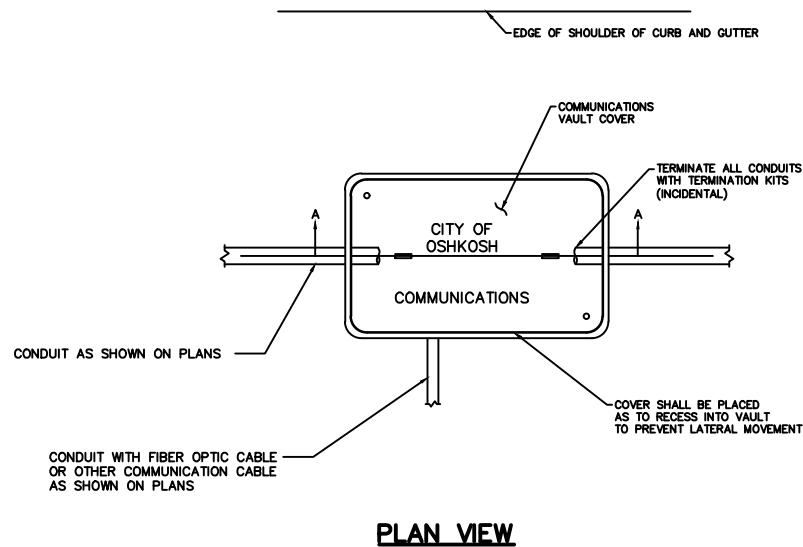 EDGE OF SHOULDER OF CURB AND GUTTER
COMMUNICATIONS
VAULT COVER
TERMINATE ALL CONDUITS
WITH TERMINATION KITS
(INCIDENTAL)
A
A
CITY OF
OSHKOSH
COMMUNICATIONS
CONDUIT AS SHOWN ON PLANS
COVER SHALL BE PLACED
AS TO RECESS INTO VAULT
TO PREVENT LATERAL MOVEMENT
CONDUIT WITH FIBER OPTIC CABLE
OR OTHER COMMUNICATION CABLE
AS SHOWN ON PLANS
PLAN VIEW